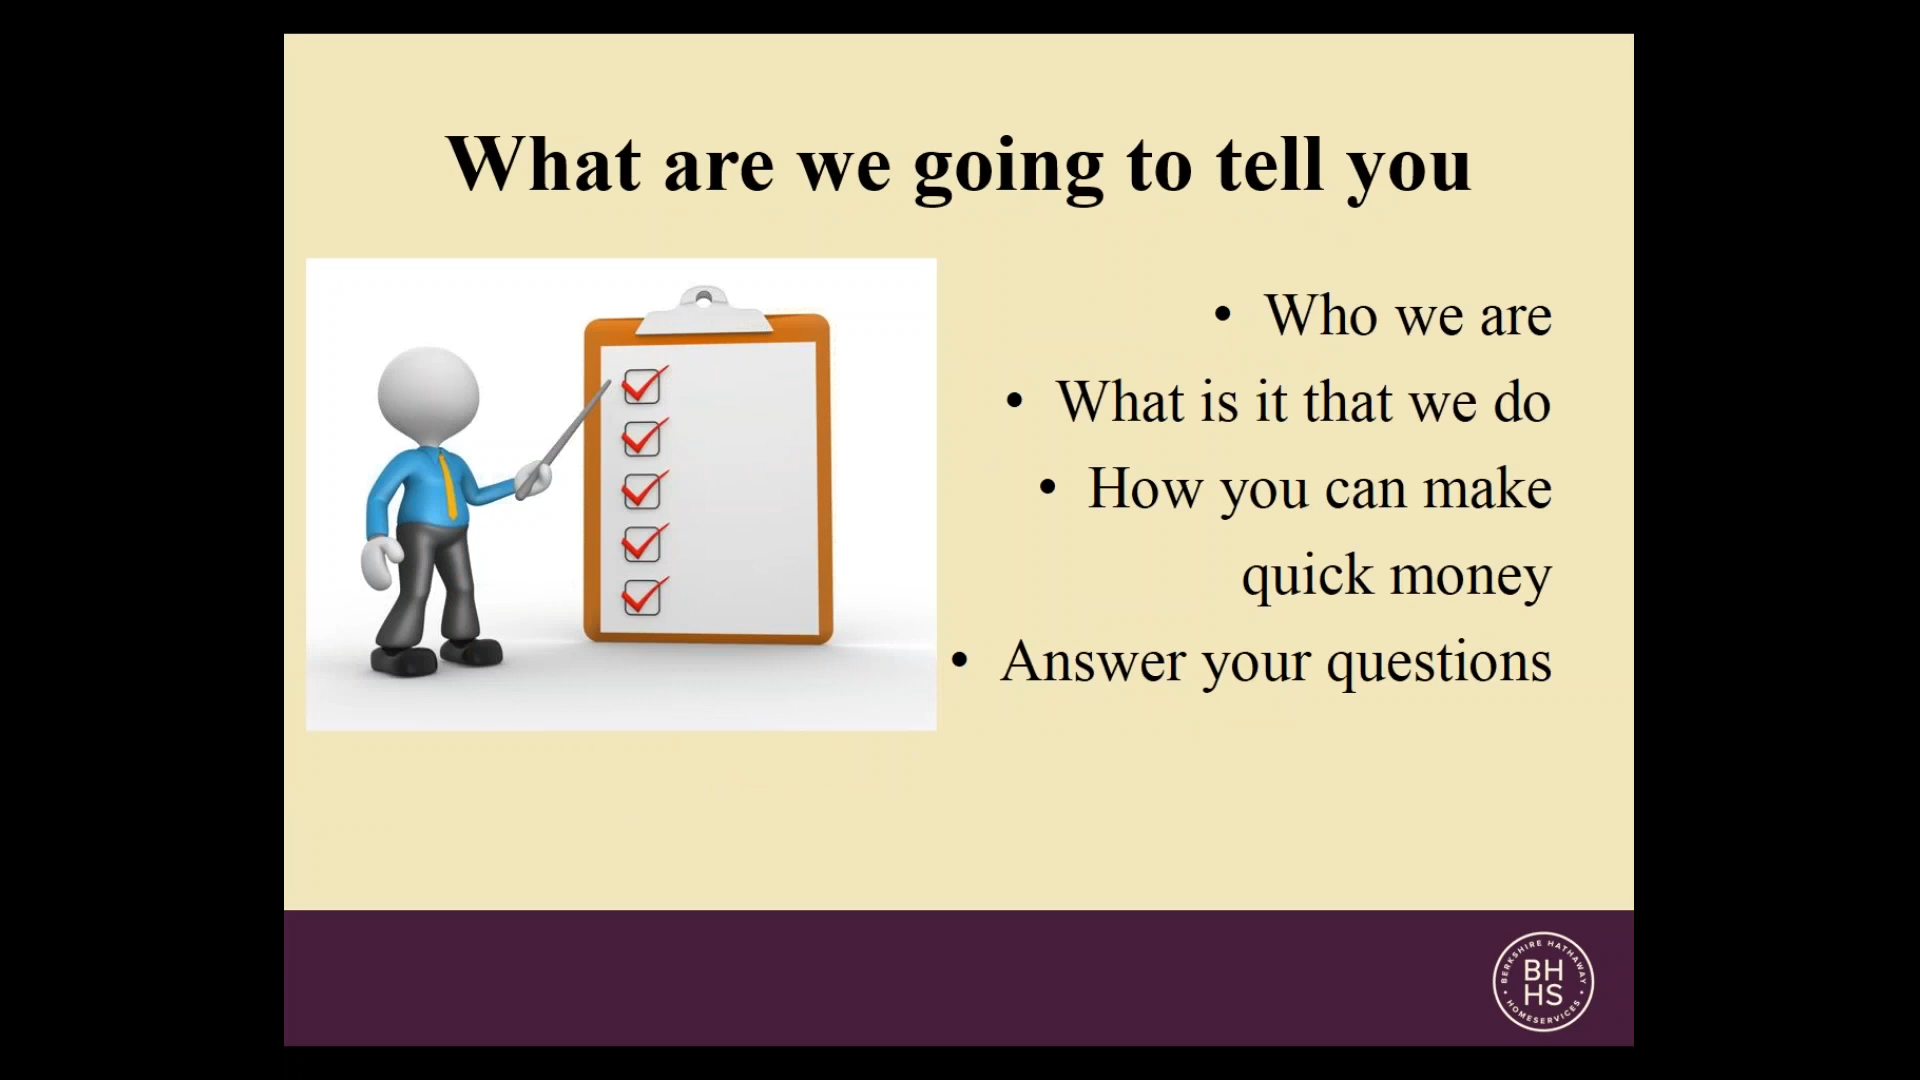 What are we going to tell you
• Who we are
• What is it that we do
• How you can make
quick money
• Answer your questions
BERKSHIRE HATHAWAY
BH
HS
HOMESERVICES